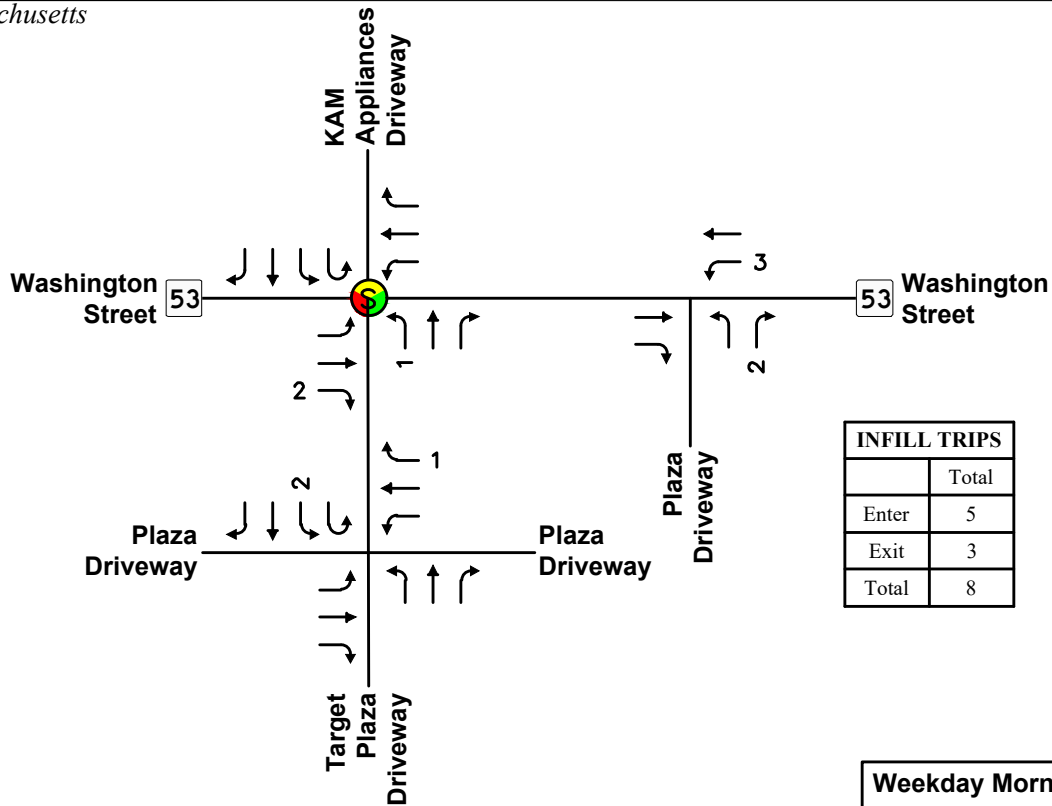 chusetts
KAM
Appliances
Driveway
Washington
Street
53
S
3
53
Washington
Street
1
2
2
1
2
Plaza
Driveway
Plaza
Driveway
Plaza
Driveway
Target
Plaza
Driveway
INFILL TRIPS
Total
Enter 5
Exit 3
Total 8
Weekday Morn